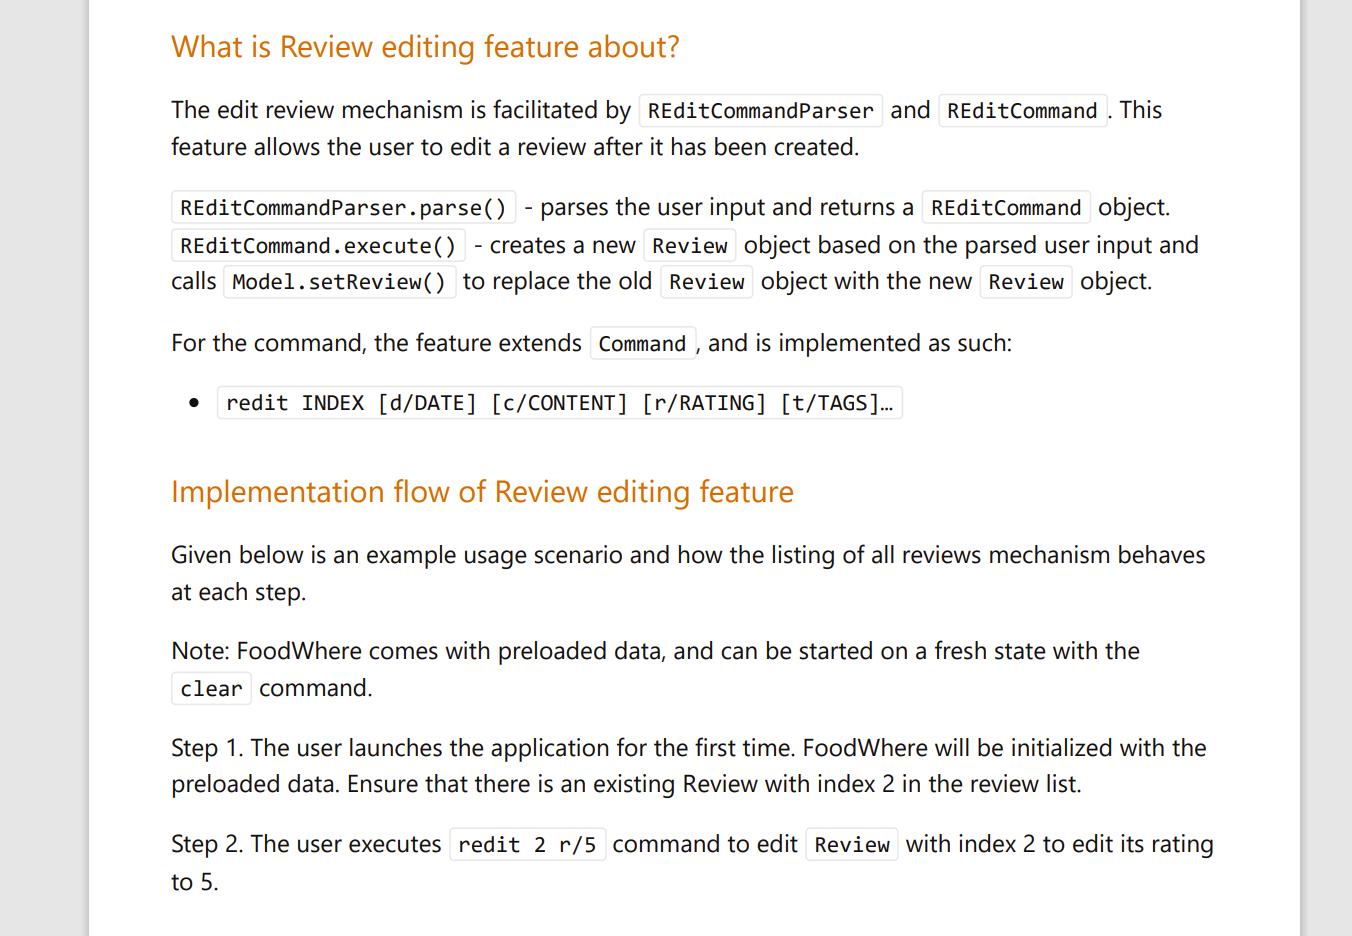 What is Review editing feature about?
The edit review mechanism is facilitated by REditCommandParser and REditCommand. This
feature allows the user to edit a review after it has been created.
REditCommandParser.parse() - parses the user input and returns a REditCommand object.
REditCommand.execute() - creates a new Review object based on the parsed user input and
calls Model.setReview() to replace the old Review object with the new Review object.
For the command, the feature extends Command, and is implemented as such:
• redit INDEX [d/DATE] [c/CONTENT] [r/RATING] [t/TAGS]…
Implementation flow of Review editing feature
Given below is an example usage scenario and how the listing of all reviews mechanism behaves
at each step.
Note: FoodWhere comes with preloaded data, and can be started on a fresh state with the
clear command.
Step 1. The user launches the application for the first time. FoodWhere will be initialized with the
preloaded data. Ensure that there is an existing Review with index 2 in the review list.
Step 2. The user executes redit 2 r/5 command to edit Review with index 2 to edit its rating
to 5.